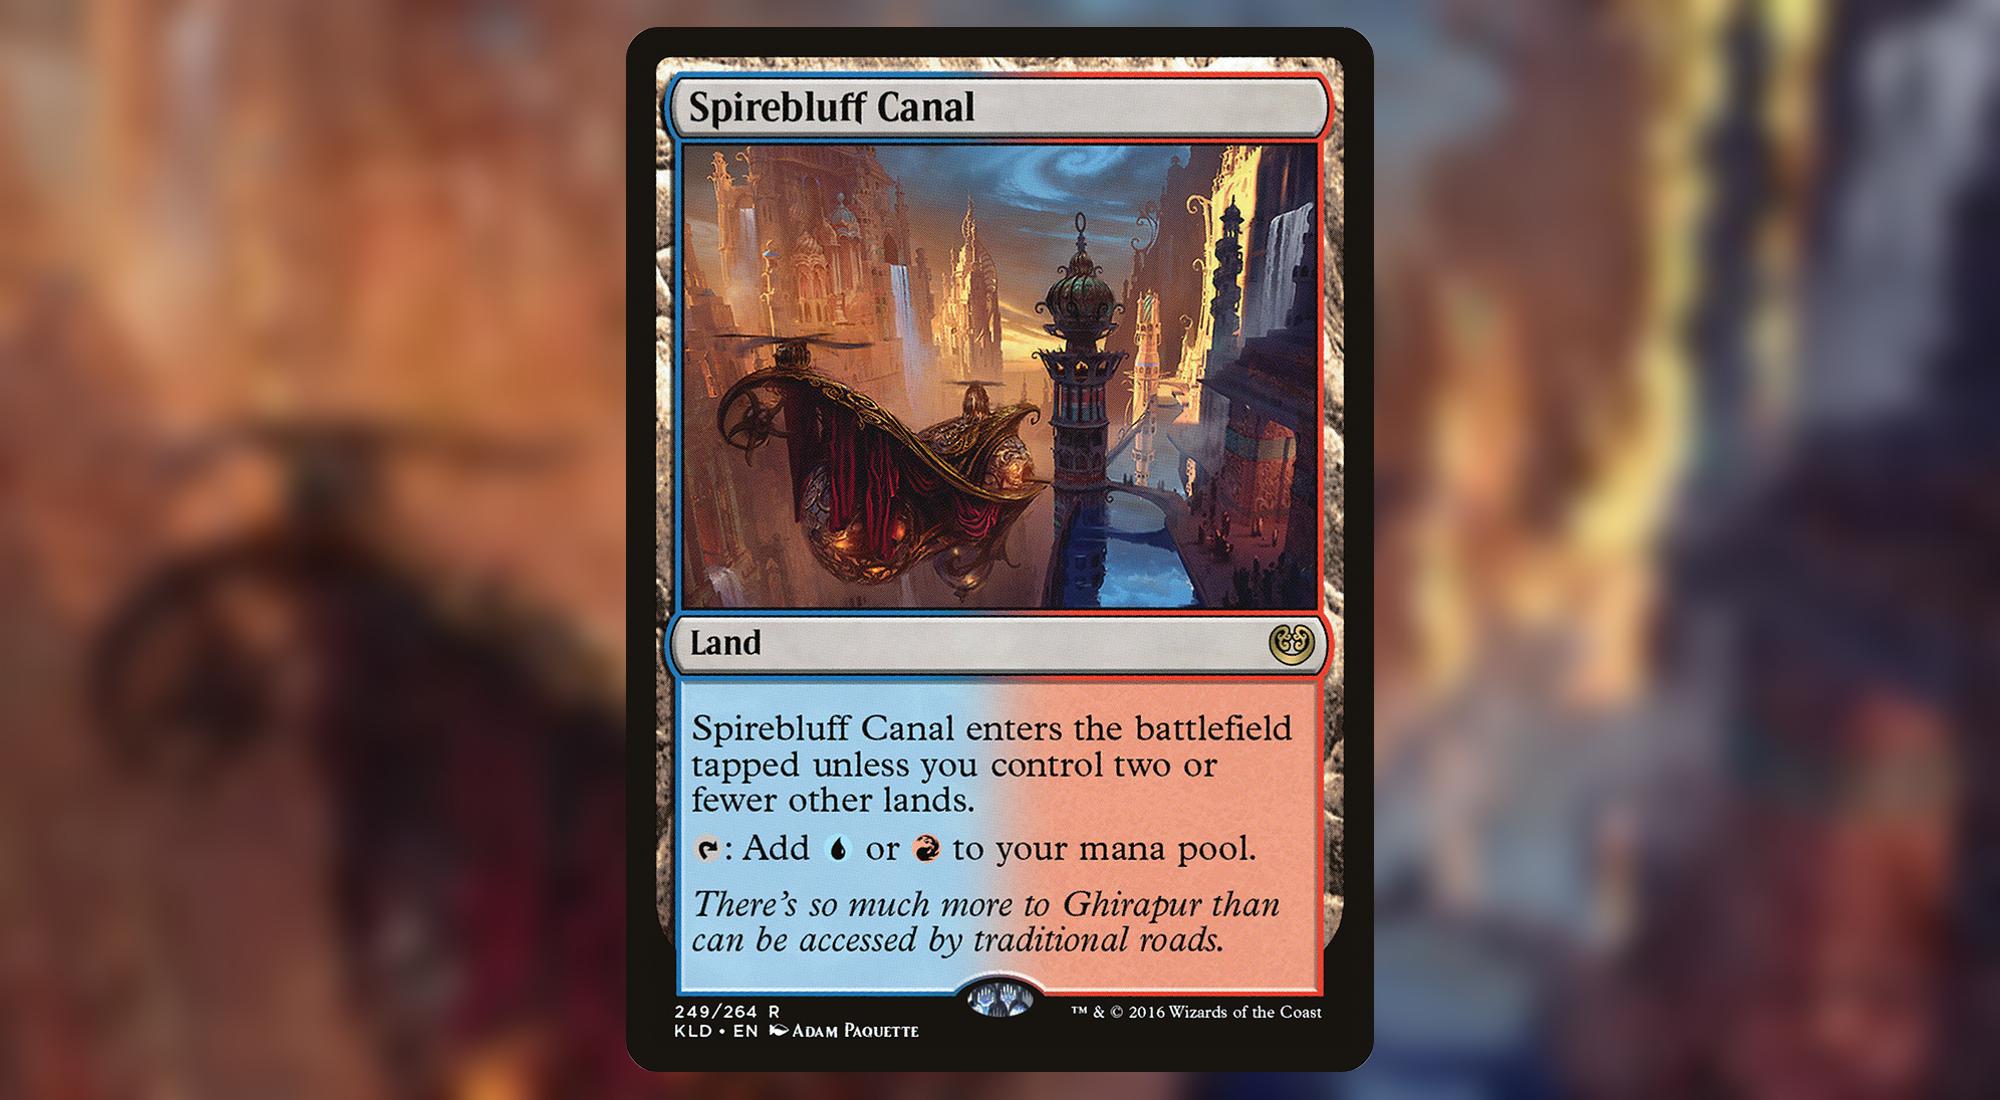 Spirebluff Canal
Land
Spirebluff Canal enters the battlefield
tapped unless you control two or
fewer other lands.
: Add or to your mana pool.
There's so much more to Ghirapur than
can be accessed by traditional roads.
249/264 R
KLD • EN ADAM PAQUETTE
™ & © 2016 Wizards of the Coast